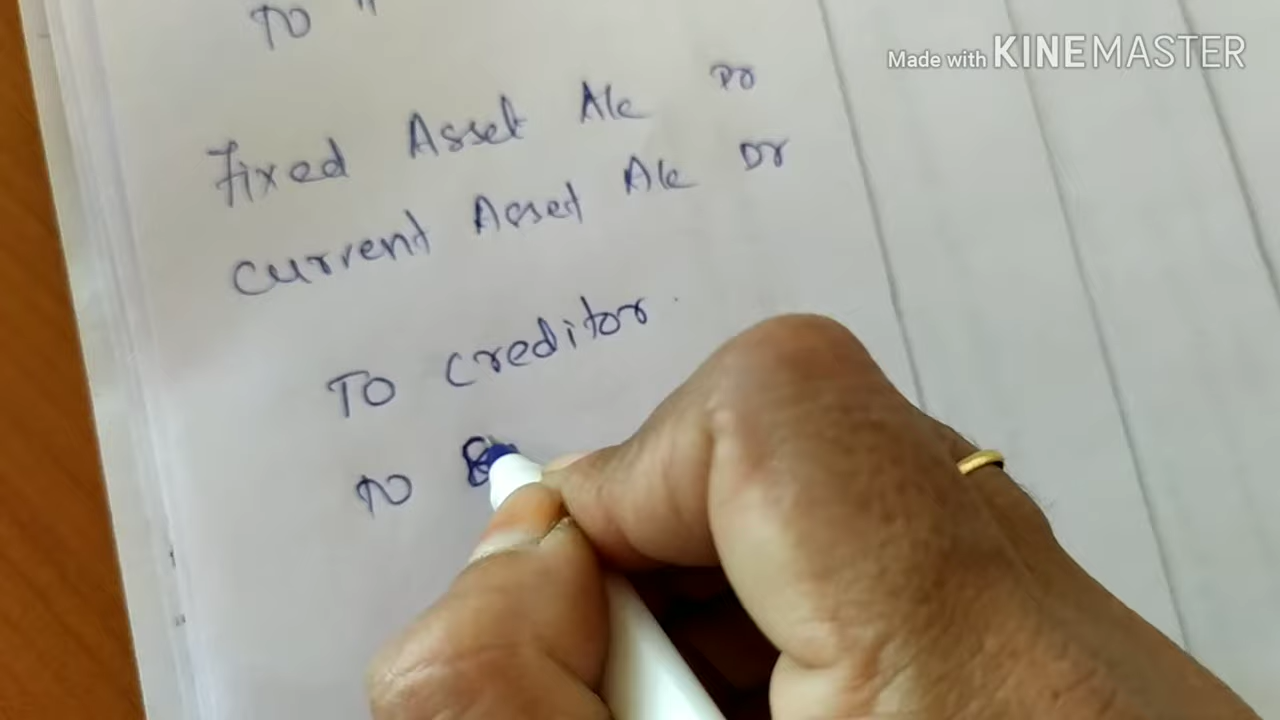 To "
Made with KINEMASTER
Fixed Asset A/c Dr
Current Asset A/c Dr
To Creditor
To